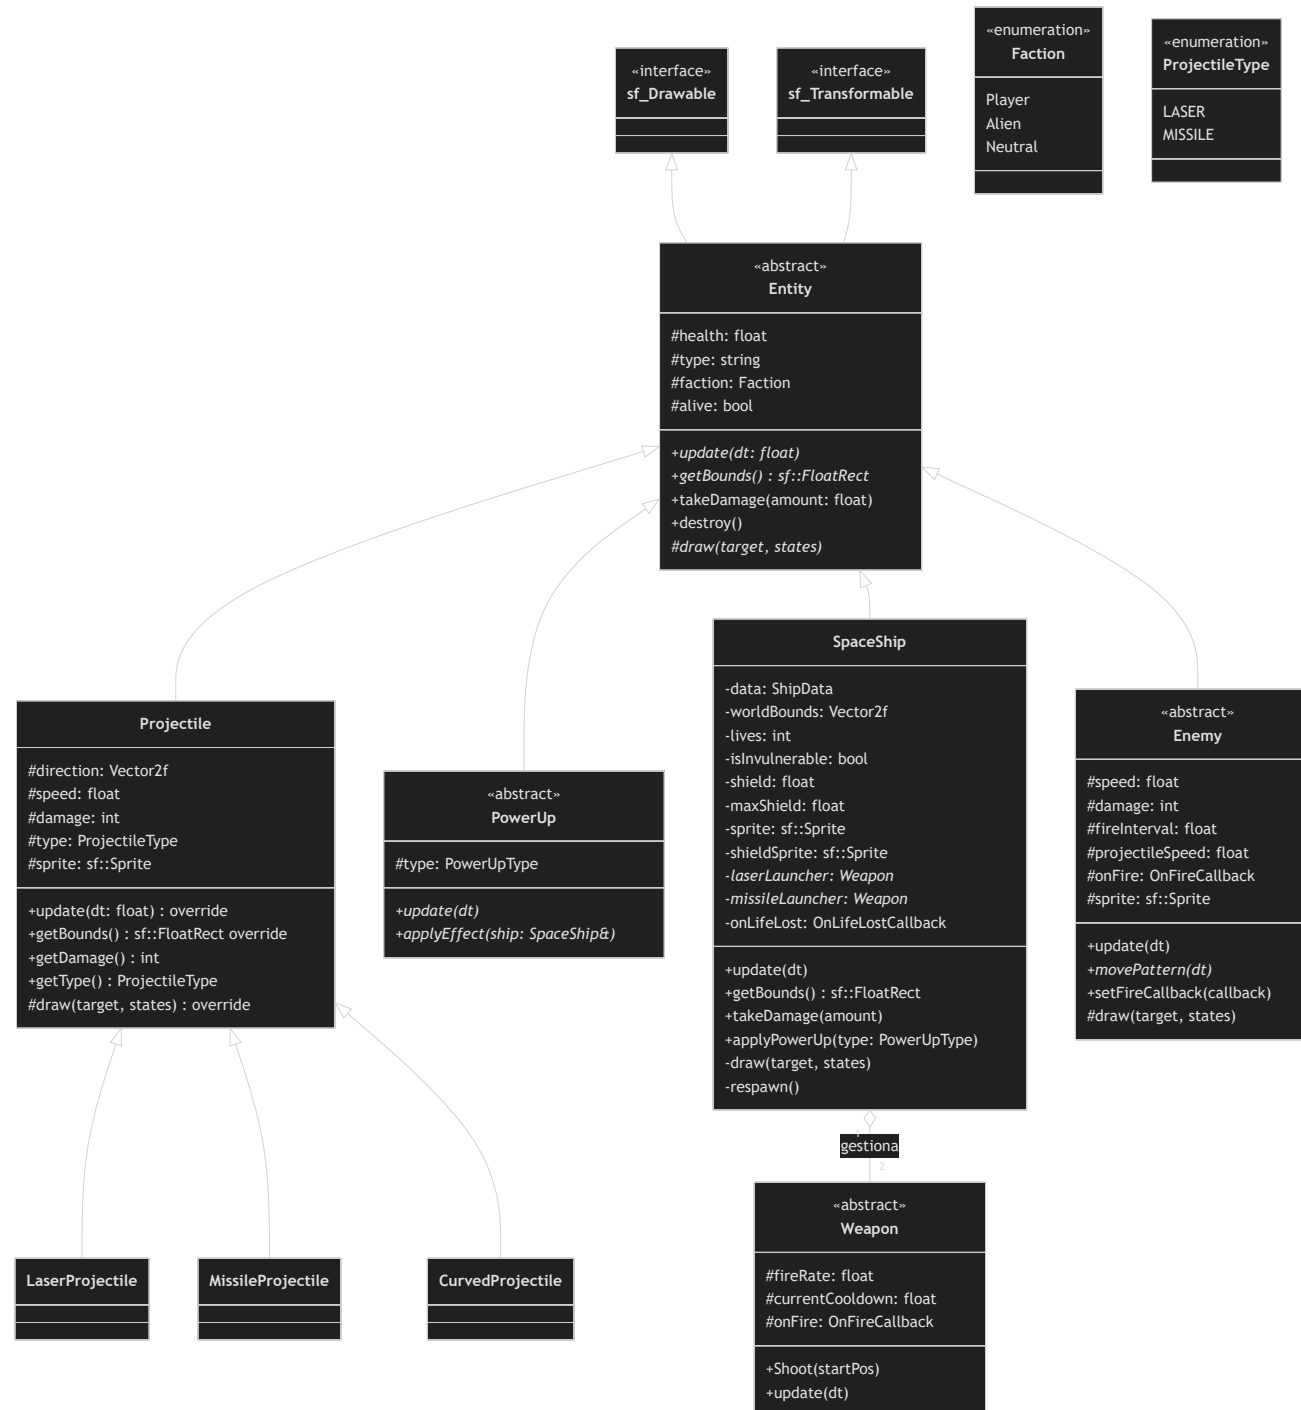 «interface»
sf_Drawable
«interface»
sf_Transformable
«enumeration»
Faction
Player
Alien
Neutral
«enumeration»
ProjectileType
LASER
MISSILE
«abstract»
Entity
#health: float
#type: string
#faction: Faction
#alive: bool
+update(dt: float)
+getBounds() : sf::FloatRect
+takeDamage(amount: float)
+destroy()
#draw(target, states)
Projectile
#direction: Vector2f
#speed: float
#damage: int
#type: ProjectileType
#sprite: sf::Sprite
+update(dt: float) : override
+getBounds() : sf::FloatRect override
+getDamage() : int
+getType() : ProjectileType
#draw(target, states) : override
«abstract»
PowerUp
#type: PowerUpType
+update(dt)
+applyEffect(ship: SpaceShip&)
SpaceShip
-data: ShipData
-worldBounds: Vector2f
-lives: int
-isInvulnerable: bool
-shield: float
-maxShield: float
-sprite: sf::Sprite
-shieldSprite: sf::Sprite
-laserLauncher: Weapon
-missileLauncher: Weapon
-onLifeLost: OnLifeLostCallback
+update(dt)
+getBounds() : sf::FloatRect
+takeDamage(amount)
+applyPowerUp(type: PowerUpType)
-draw(target, states)
-respawn()
«abstract»
Enemy
#speed: float
#damage: int
#fireInterval: float
#projectileSpeed: float
#onFire: OnFireCallback
#sprite: sf::Sprite
+update(dt)
+movePattern(dt)
+setFireCallback(callback)
#draw(target, states)
gestiona
2
LaserProjectile
MissileProjectile
CurvedProjectile
«abstract»
Weapon
#fireRate: float
#currentCooldown: float
#onFire: OnFireCallback
+Shoot(startPos)
+update(dt)